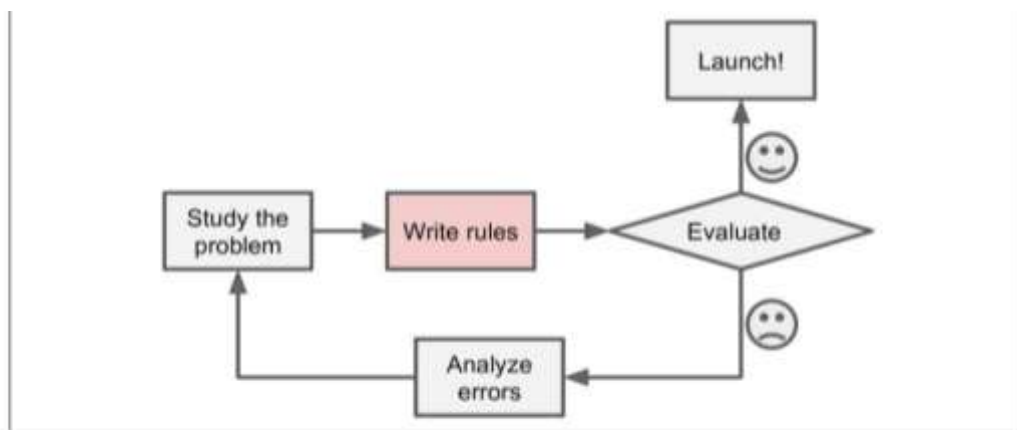 Launch!
Study the
problem
Write rules
Evaluate
Analyze
errors